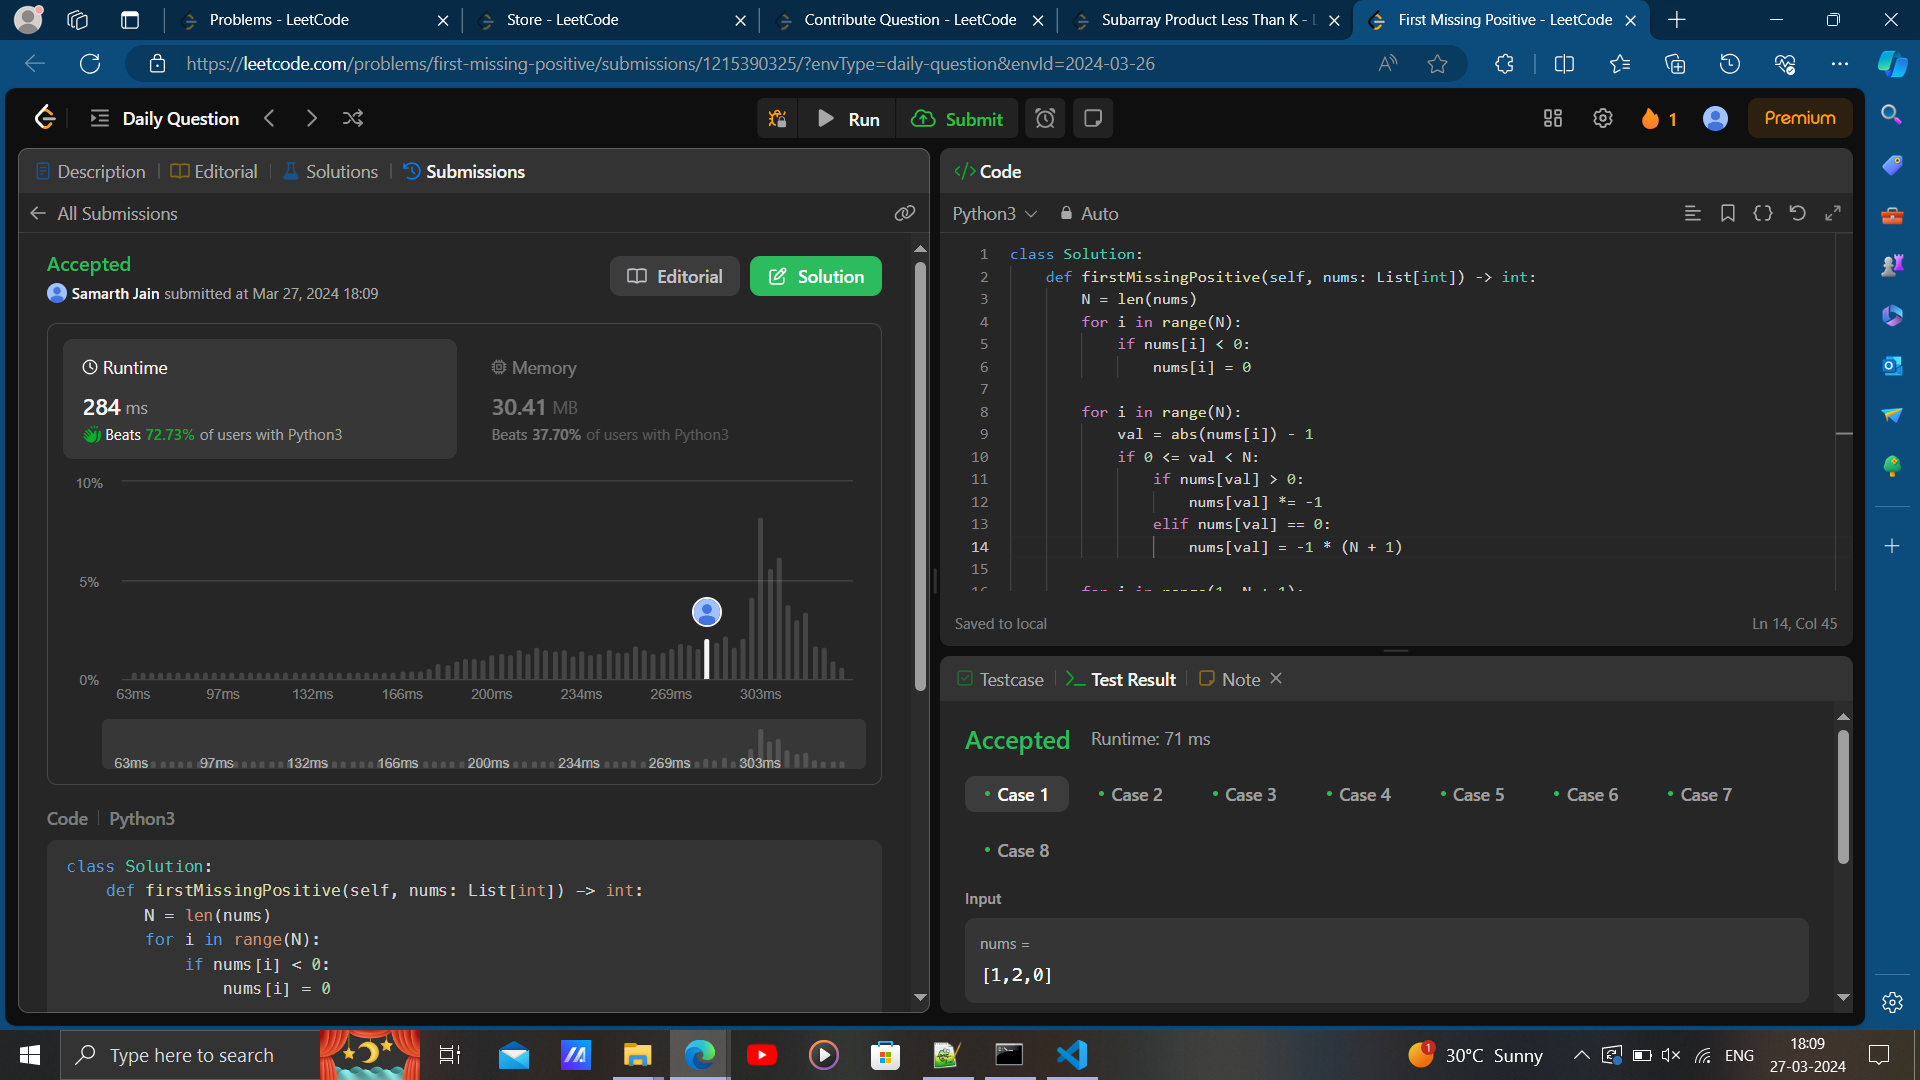 Problems - LeetCode
Store - LeetCode
Contribute Question - LeetCode
Subarray Product Less Than K - L
First Missing Positive - LeetCode
https://leetcode.com/problems/first-missing-positive/submissions/1215390325/?envType=daily-question&envId=2024-03-26
Daily Question
Run
Submit
1
Premium
Description
Editorial
Solutions
Submissions
All Submissions
Accepted
Samarth Jain submitted at Mar 27, 2024 18:09
Editorial
Solution
Runtime
284 ms
Beats 72.73% of users with Python3
Memory
30.41 MB
Beats 37.70% of users with Python3
10%
5%
0%
63ms 97ms 132ms 166ms 200ms 234ms 269ms 303ms
63ms 97ms 132ms 166ms 200ms 234ms 269ms 303ms
Code | Python3
class Solution:
    def firstMissingPositive(self, nums: List[int]) -> int:
        N = len(nums)
        for i in range(N):
            if nums[i] < 0:
                nums[i] = 0
</> Code
Python3
Auto
1 class Solution:
2     def firstMissingPositive(self, nums: List[int]) -> int:
3         N = len(nums)
4         for i in range(N):
5             if nums[i] < 0:
6                 nums[i] = 0
7
8         for i in range(N):
9             val = abs(nums[i]) - 1
10             if 0 <= val < N:
11                 if nums[val] > 0:
12                     nums[val] *= -1
13                 elif nums[val] == 0:
14                     nums[val] = -1 * (N + 1)
15
16         for i in range(1, N + 1):
Saved to local
Ln 14, Col 45
Testcase
Test Result
Note
Accepted Runtime: 71 ms
Case 1
Case 2
Case 3
Case 4
Case 5
Case 6
Case 7
Case 8
Input
nums =
[1,2,0]
Type here to search
1
30°C Sunny
ENG
18:09
27-03-2024